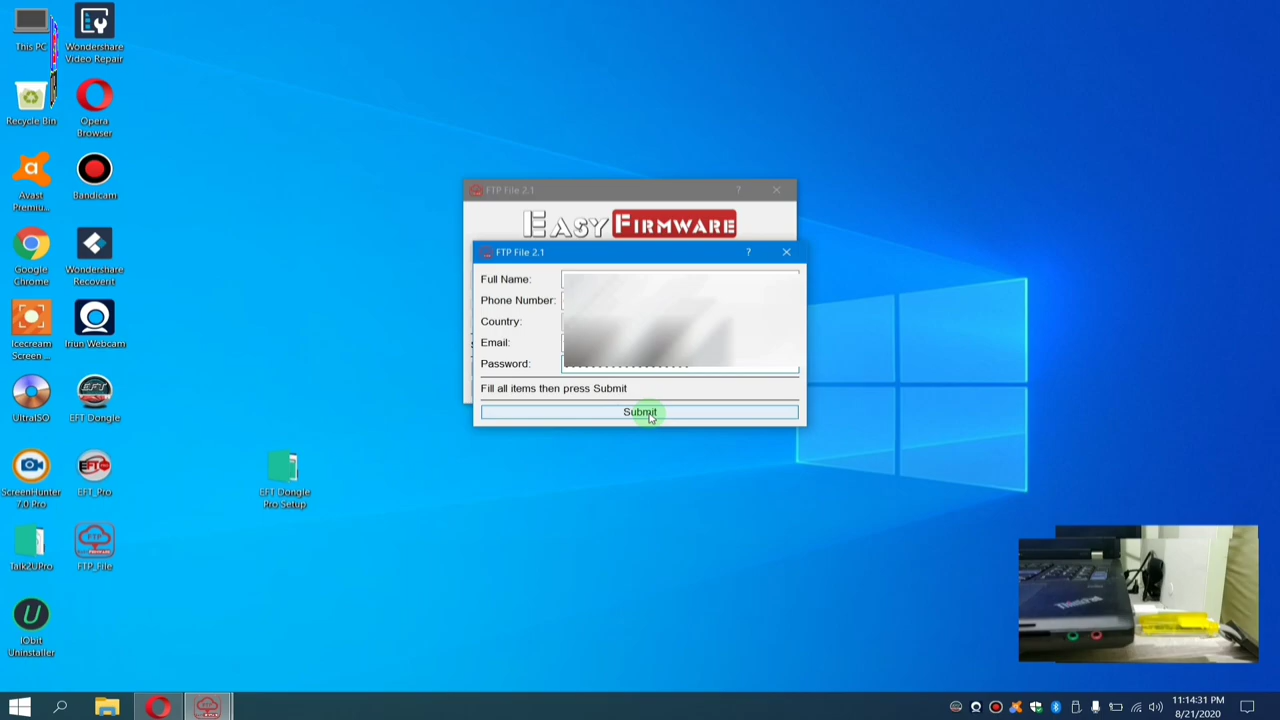 This PC
Wondershare
Video Repair
Recycle Bin
Opera
Browser
Avast
Premiu...
Bandicam
Google
Chrome
Wondershare
Recoverit
Icecream
Screen ...
Iriun Webcam
UltraISO
EFT Dongle
ScreenHunter
7.0 Pro
EFT_Pro
Talk2UPro
FTP_File
IObit
Uninstaller
EFT Dongle
Pro Setup
FTP File 2.1
EASY FIRMWARE
FTP File 2.1
Full Name:
Phone Number:
Country:
Email:
Password:
Fill all items then press Submit
Submit
ThinkPad
11:14:31 PM
8/21/2020